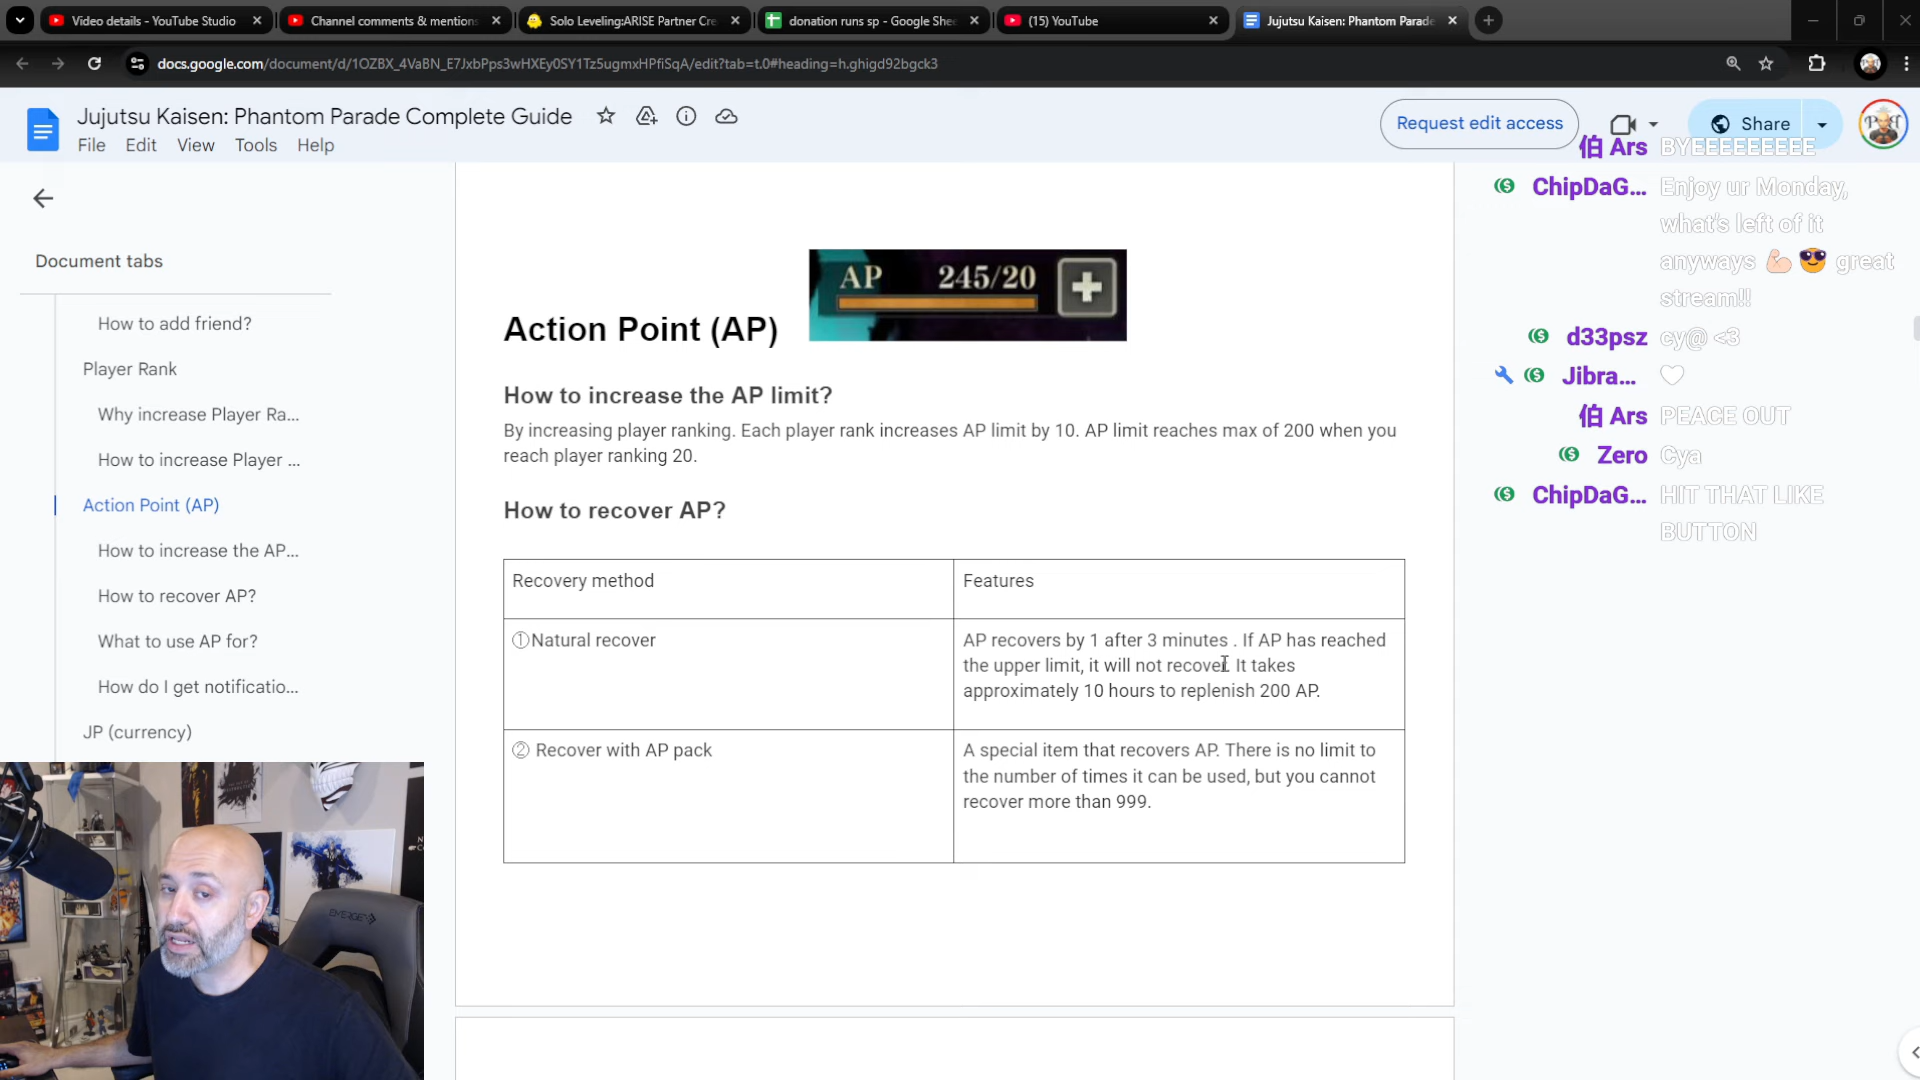 Video details - YouTube Studio
Channel comments & mentions
Solo Leveling:ARISE Partner Cre
donation runs sp - Google She
(15) YouTube
Jujutsu Kaisen: Phantom Parade
docs.google.com/document/d/1OZBX_4VaBN_E7JxbPps3wHXEy0SY1Tz5ugmxHPfiSqA/edit?tab=t.0#heading=h.ghigd92bgck3
Jujutsu Kaisen: Phantom Parade Complete Guide
File Edit View Tools Help
Request edit access
Share
Document tabs
How to add friend?
Player Rank
Why increase Player Ra...
How to increase Player ...
Action Point (AP)
How to increase the AP...
How to recover AP?
What to use AP for?
How do I get notificatio...
JP (currency)
AP 245/20
Action Point (AP)
How to increase the AP limit?
By increasing player ranking. Each player rank increases AP limit by 10. AP limit reaches max of 200 when you
reach player ranking 20.
How to recover AP?
Recovery method
Features
①Natural recover
AP recovers by 1 after 3 minutes . If AP has reached
the upper limit, it will not recover. It takes
approximately 10 hours to replenish 200 AP.
② Recover with AP pack
A special item that recovers AP. There is no limit to
the number of times it can be used, but you cannot
recover more than 999.
伯 Ars BYEEEEEEEEE
ChipDaG... Enjoy ur Monday,
what's left of it
anyways 💪🏻 😎 great
stream!!
d33psz cy@ <3
Jibra... ♡
伯 Ars PEACE OUT
Zero Cya
ChipDaG... HIT THAT LIKE
BUTTON